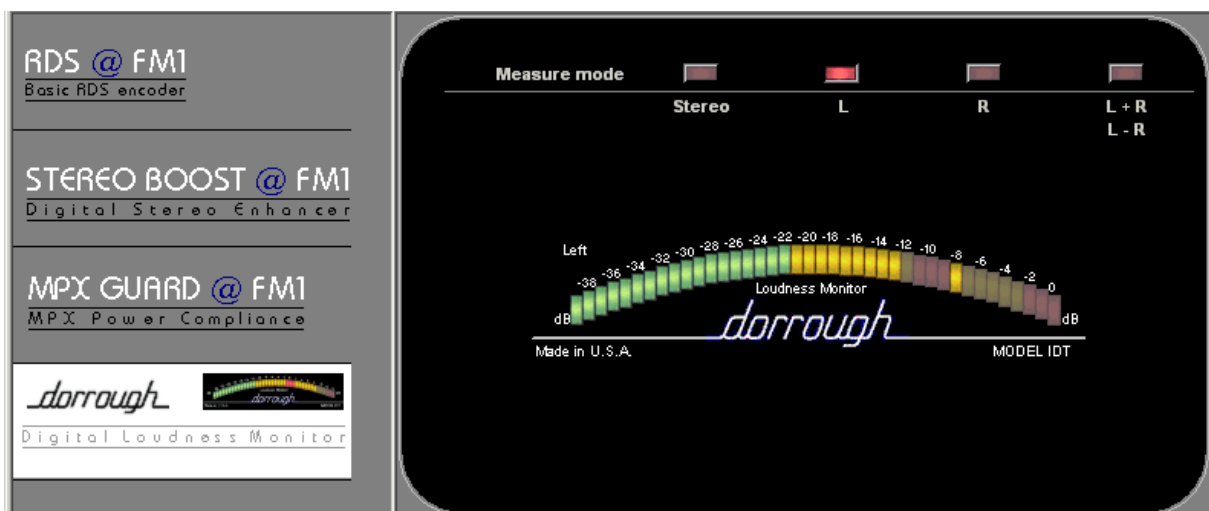 RDS @ FM1
Basic RDS encoder
STEREO BOOST @ FM1
Digital Stereo Enhancer
MPX GUARD @ FM1
MPX Power Compliance
dorrough
Digital Loudness Monitor
Measure mode
Stereo L R L + R
L - R
Left
-38 -36 -34 -32 -30 -28 -26 -24 -22 -20 -18 -16 -14 -12 -10 -8 -6 -4 -2 0
dB dB
Loudness Monitor
dorrough
Made in U.S.A. MODEL IDT